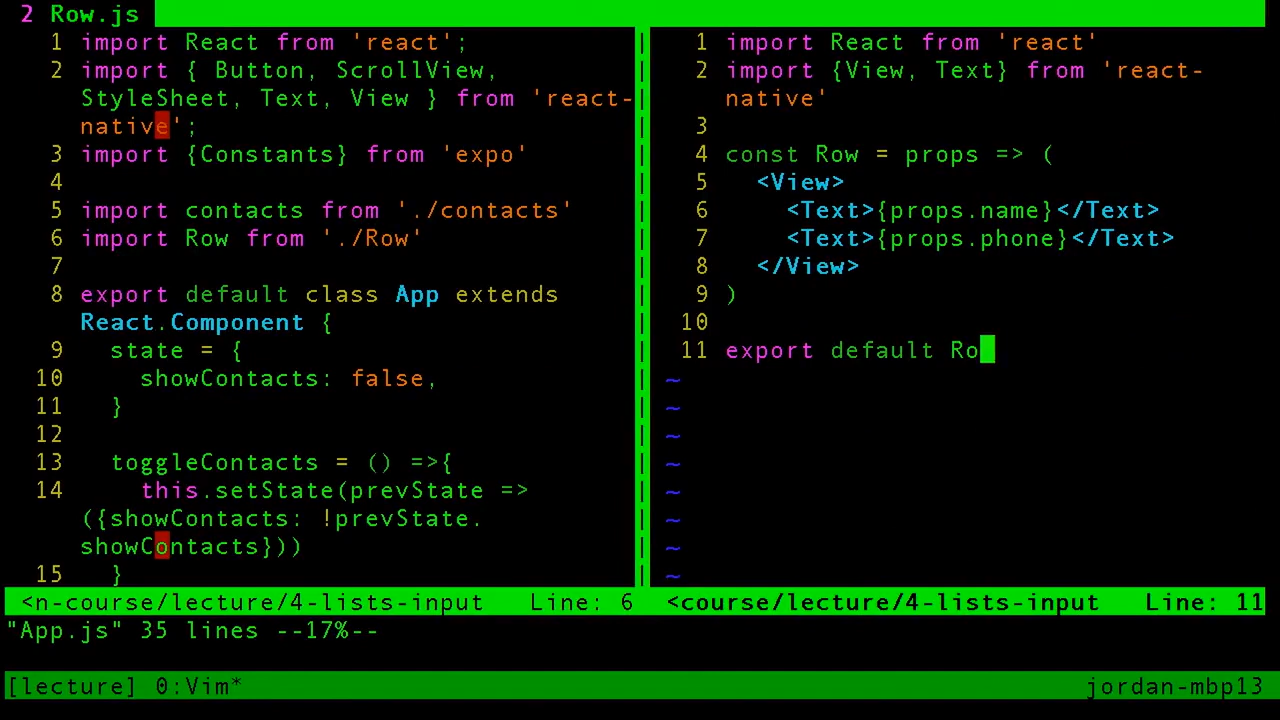 2 Row.js
1 import React from 'react';
2 import { Button, ScrollView,
StyleSheet, Text, View } from 'react-
native';
3 import {Constants} from 'expo'
4
5 import contacts from './contacts'
6 import Row from './Row'
7
8 export default class App extends
React.Component {
9   state = {
10     showContacts: false,
11   }
12
13   toggleContacts = () =>{
14     this.setState(prevState =>
({showContacts: !prevState.
showContacts}))
15   }
<n-course/lecture/4-lists-input   Line: 6
1 import React from 'react'
2 import {View, Text} from 'react-
native'
3
4 const Row = props => (
5   <View>
6     <Text>{props.name}</Text>
7     <Text>{props.phone}</Text>
8   </View>
9 )
10
11 export default Ro
~
~
~
~
~
~
~
~
<course/lecture/4-lists-input   Line: 11
"App.js" 35 lines --17%--
[lecture] 0:Vim*
jordan-mbp13